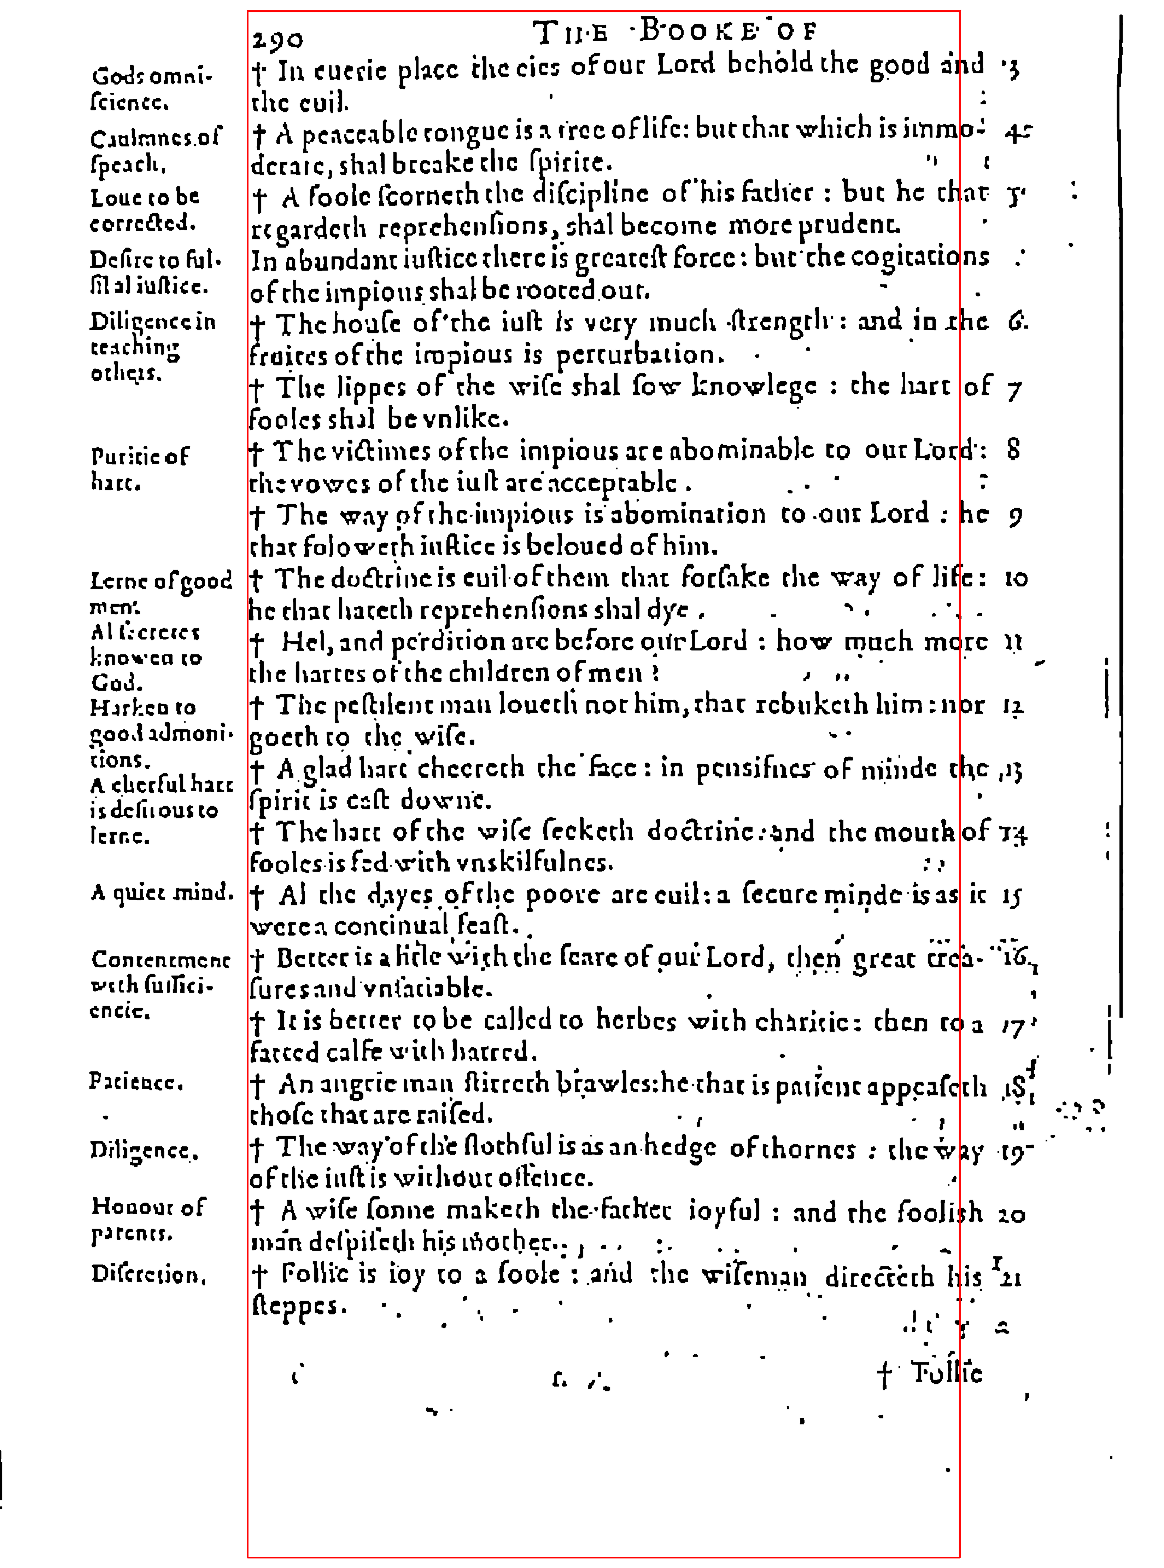 290
THE BOOKE OF
Gods omni-
ſcience.
† In euerie place the eies of our Lord behold the good and 3
the euil.
Caulmnes of
ſpeach.
† A peaceable tongue is a tree of life: but that which is immo- 4
derate, shal breake the ſpirite.
Loue to be
corrected.
† A foole ſcorneth the diſcipline of his father : but he that 5
regardeth reprehenſions, shal become more prudent.
Deſire to ful-
fil al iuſtice.
In abundant iuſtice there is greateſt force: but the cogitations
of the impious shal be rooted out.
Diligence in
teaching
others.
† The houſe of the iuſt is very much ſtrength : and in the 6.
fruites of the impious is perturbation.
† The lippes of the wiſe shal ſow knowlege : the hart of 7
fooles shal be vnlike.
Puritie of
hart.
† The victimes of the impious are abominable to our Lord : 8
the vowes of the iuſt are acceptable .
† The way of the impious is abomination to our Lord : he 9
that foloweth iuſtice is beloued of him.
Lerne of good
men.
† The doctrine is euil of them that forſake the way of life: 10
he that hateth reprehenſions shal dye .
Al ſecretes
knowen to
God.
† Hel, and perdition are before our Lord : how much more 11
the hartes of the children of men ?
Harken to
good admoni-
tions.
† The peſtilent man loueth not him, that rebuketh him : nor 12
goeth to the wiſe.
A cherful hart
is deſirous to
lerne.
† A glad hart cheereth the face : in penſifnes of minde the 13
ſpirit is caſt downe.
† The hart of the wiſe ſeeketh doctrine : and the mouth of 14
fooles is fed with vnskilfulnes.
A quiet mind.
† Al the dayes of the poore are euil : a ſecure minde is as it 15
were a continual feaſt.
Contentment
with ſuffici-
encie.
† Better is a litle with the feare of our Lord, then great trea- 16
ſures and vnſatiable.
† It is better to be called to herbes with charitie: then to a 17
fatted calfe with hatred.
Patience.
† An angrie man ſtirreth brawles: he that is patient appeaſeth 18
thoſe that are raiſed.
Diligence.
† The way of the ſlothful is as an hedge of thornes : the way 19
of the iuſt is without offence.
Honour of
parents.
† A wiſe ſonne maketh the father ioyful : and the foolish 20
man deſpiſeth his mother.
Diſcretion.
† Follie is ioy to a foole : and the wiſeman directeth his 21
ſteppes.
† Follie